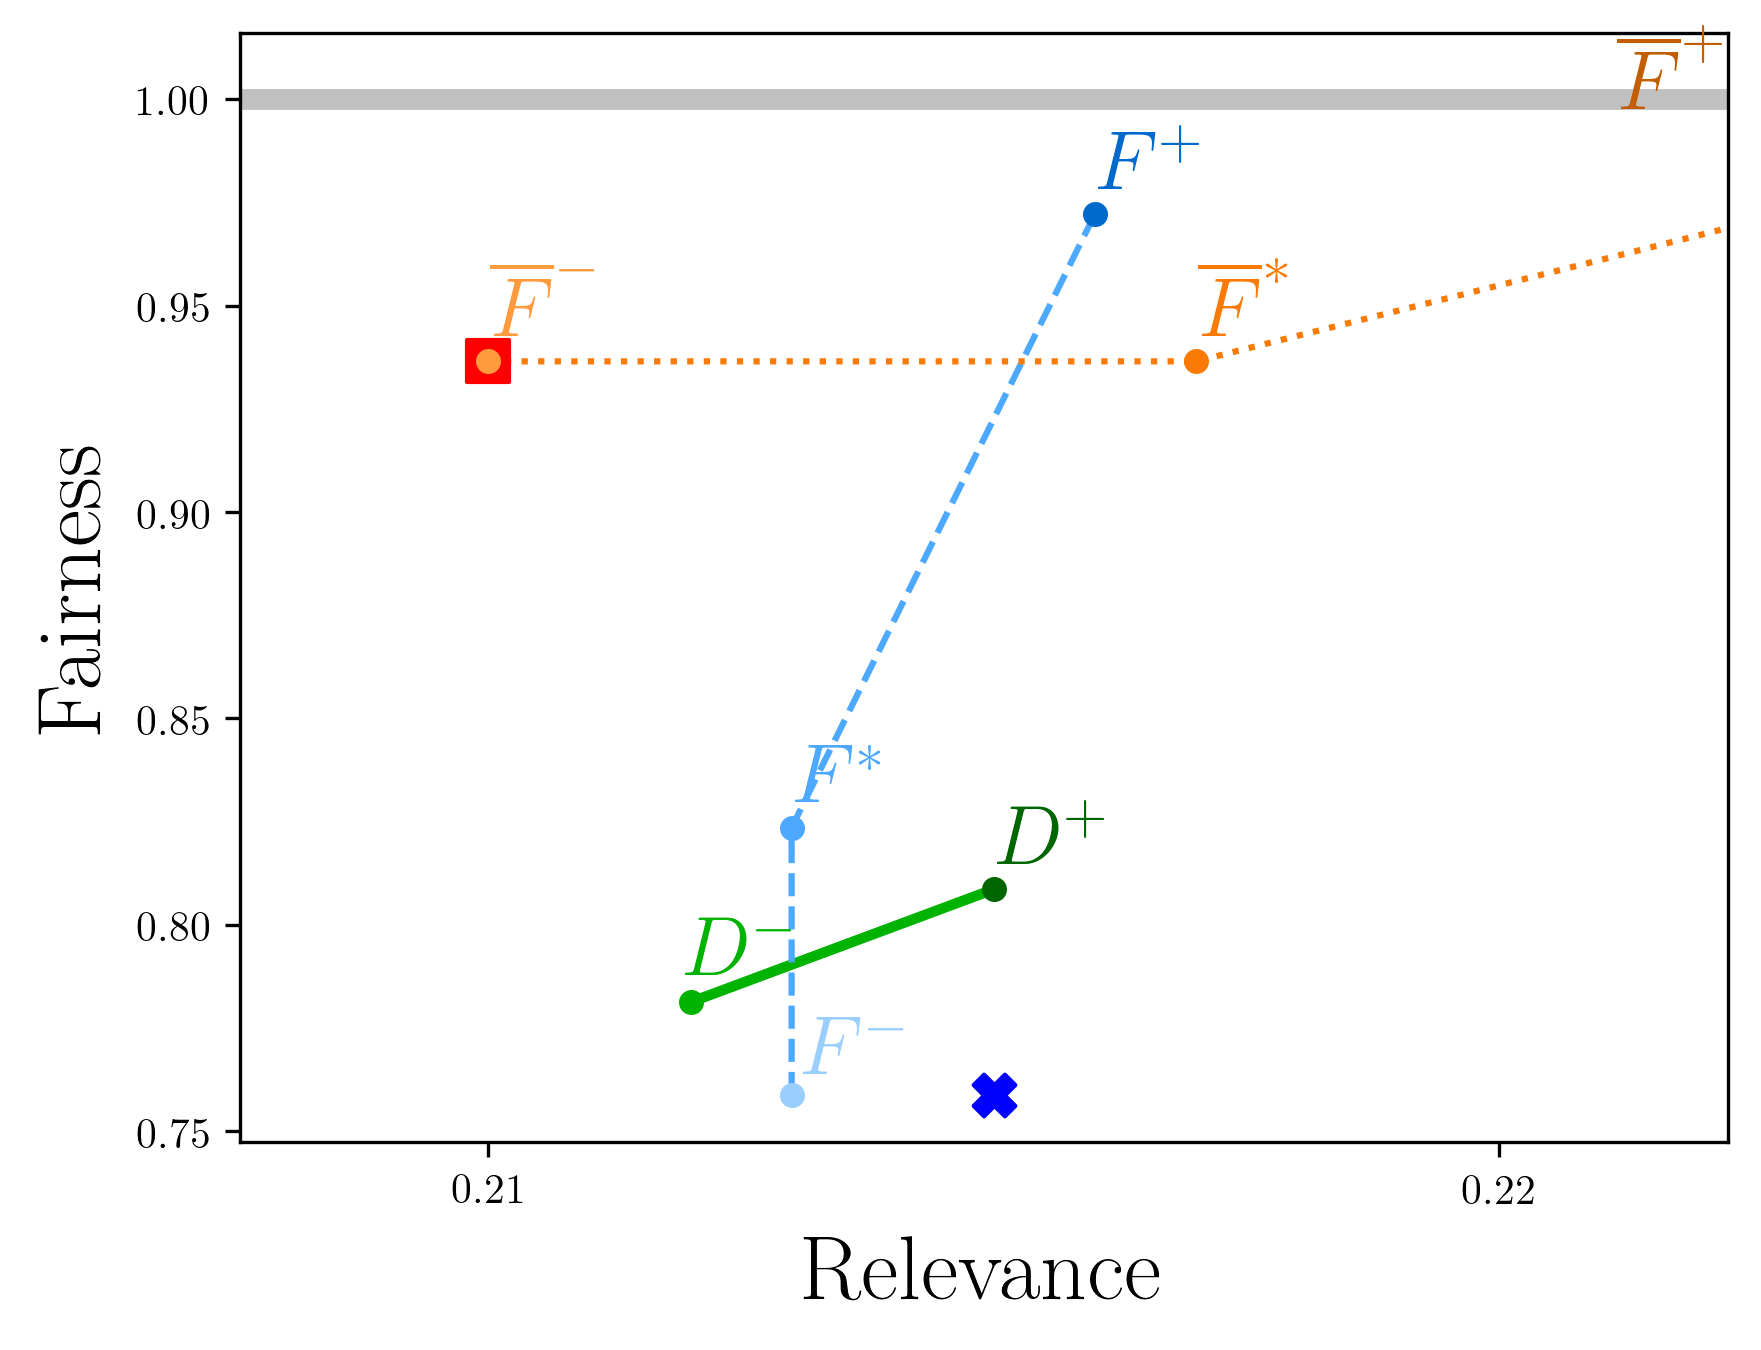 F̅⁺
1.00
F⁺
F̅⁻
F̅*
0.95
0.90
0.85
F*
D⁺
0.80
D⁻
F⁻
0.75
Fairness
0.21
0.22
Relevance